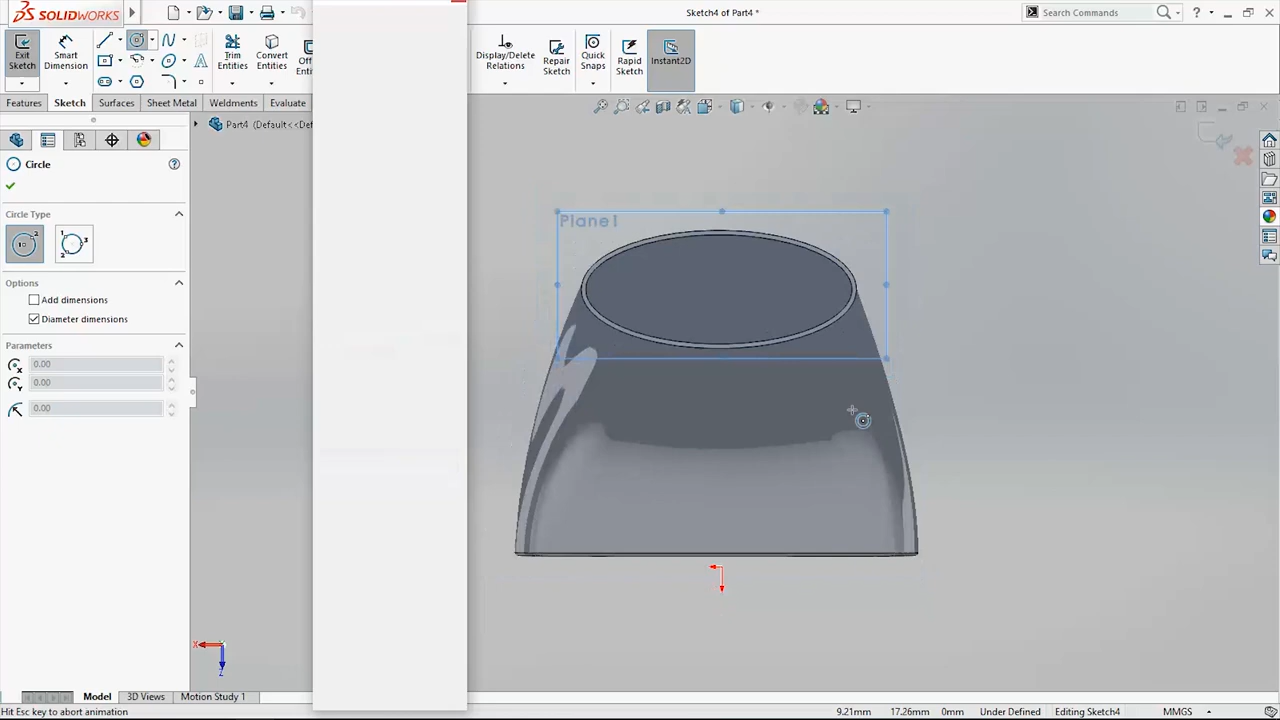 SOLIDWORKS
Sketch4 of Part4 *
Search Commands
?
Exit
Sketch
Smart
Dimension
Trim
Entities
Convert
Entities
Off
Entit
Display/Delete
Relations
Repair
Sketch
Quick
Snaps
Rapid
Sketch
Instant2D
Features
Sketch
Sheet Metal
Surfaces
Weldments
Evaluate
Part4 (Default<<Def
Circle
?
Circle Type
Options
Add dimensions
Diameter dimensions
Parameters
0.00
0.00
0.00
Plane1
X
Z
Model
3D Views
Motion Study 1
Hit Esc key to abort animation
9.21mm
17.26mm
0mm
Under Defined
Editing Sketch4
MMGS